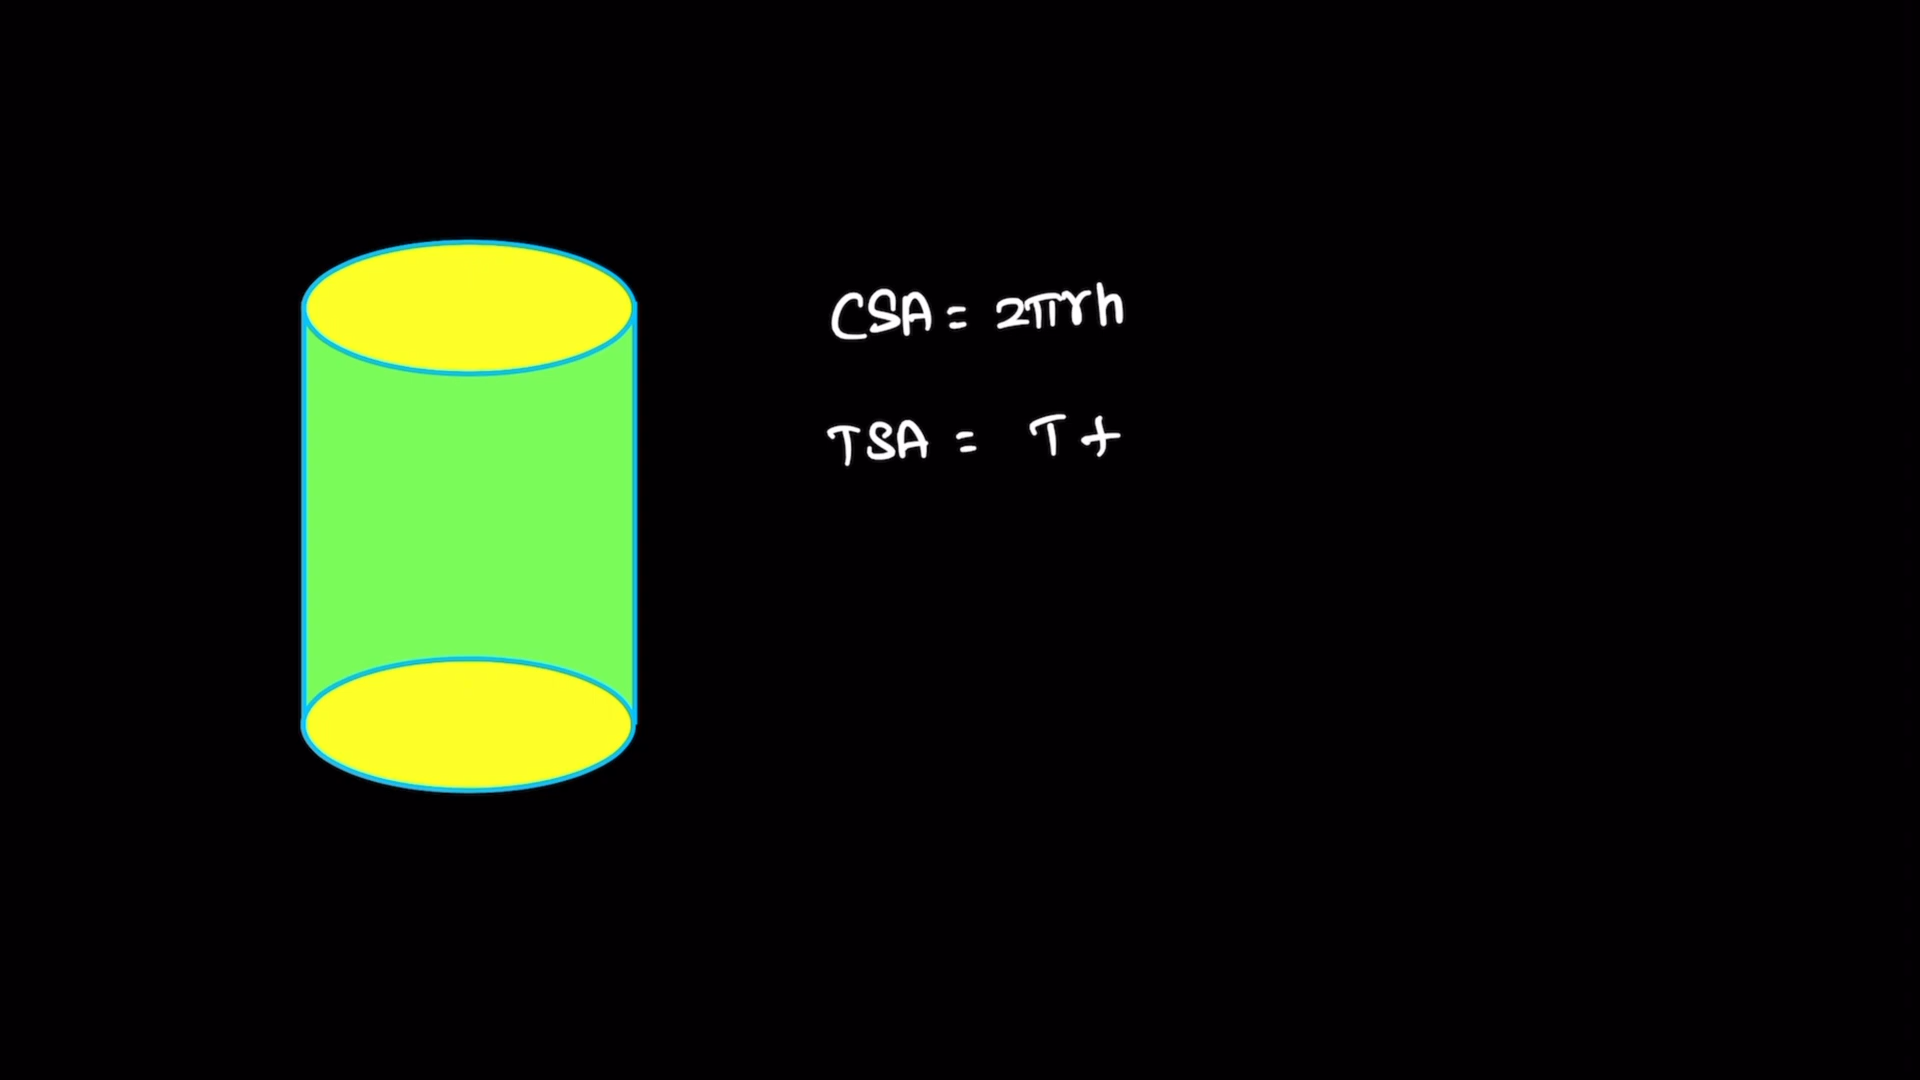 CSA = 2πrh
TSA = T +